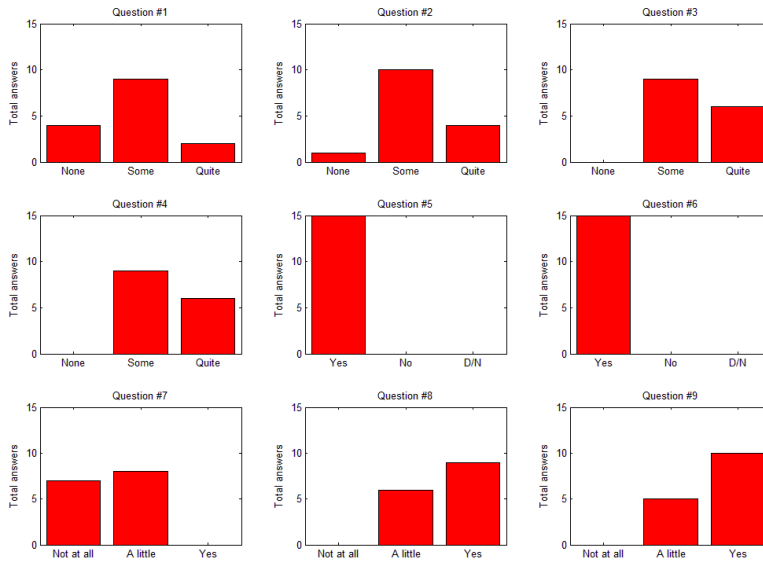 Question #1
Question #2
Question #3
15
10
5
0
Total answers
None Some Quite
15
10
5
0
Total answers
None Some Quite
15
10
5
0
Total answers
None Some Quite
Question #4
Question #5
Question #6
15
10
5
0
Total answers
None Some Quite
15
10
5
0
Total answers
Yes No D/N
15
10
5
0
Total answers
Yes No D/N
Question #7
Question #8
Question #9
15
10
5
0
Total answers
Not at all A little Yes
15
10
5
0
Total answers
Not at all A little Yes
15
10
5
0
Total answers
Not at all A little Yes